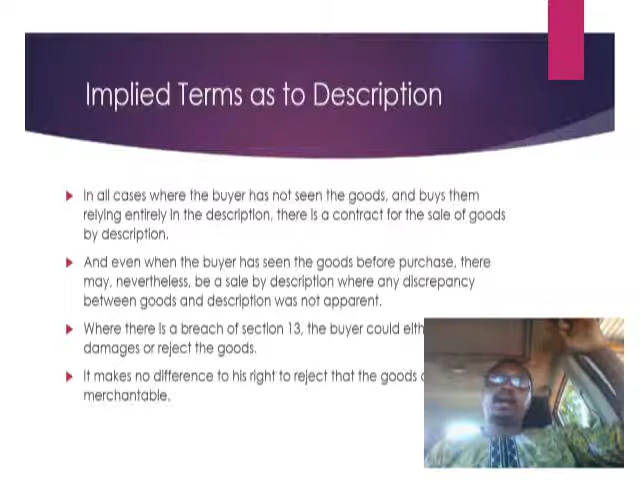 Implied Terms as to Description
In all cases where the buyer has not seen the goods, and buys them
relying entirely in the description, there is a contract for the sale of goods
by description.
And even when the buyer has seen the goods before purchase, there
may, nevertheless, be a sale by description where any discrepancy
between goods and description was not apparent.
Where there is a breach of section 13, the buyer could
damages or reject the goods.
It makes no difference to his right to reject that the goods
merchantable.